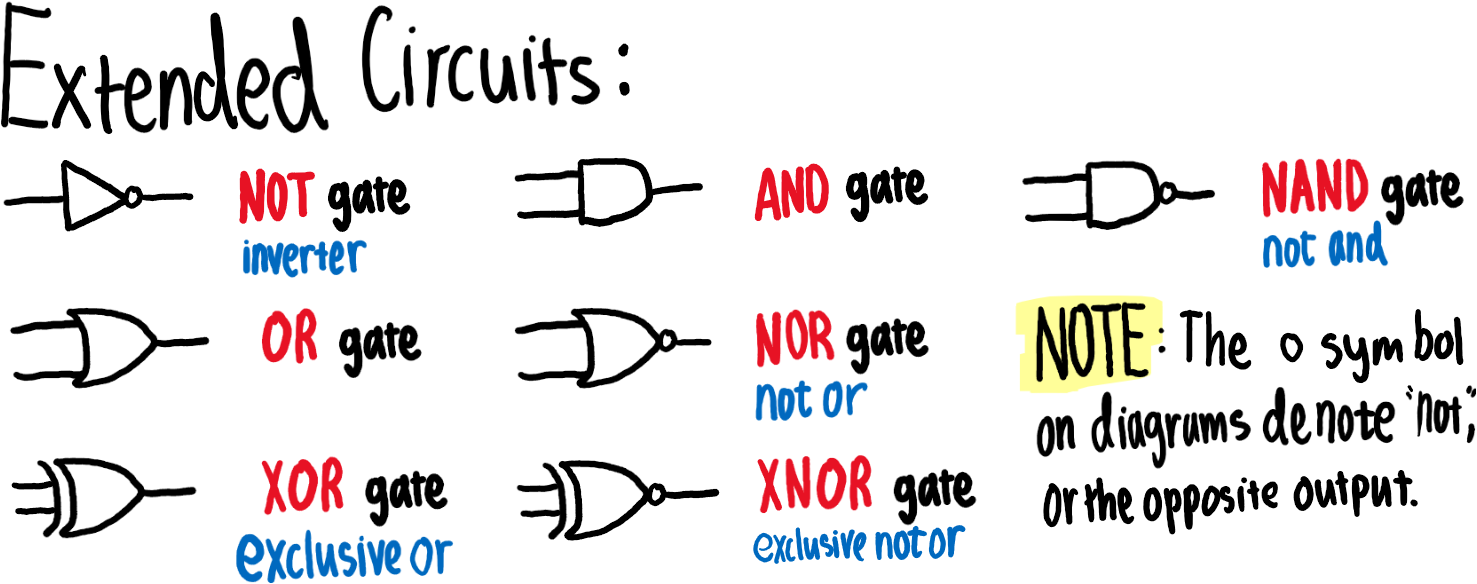 Extended Circuits:
NOT gate
inverter
AND gate
NAND gate
not and
OR gate
NOR gate
not or
XOR gate
exclusive or
XNOR gate
exclusive not or
NOTE: The o symbol
on diagrams denote "not,"
or the opposite output.